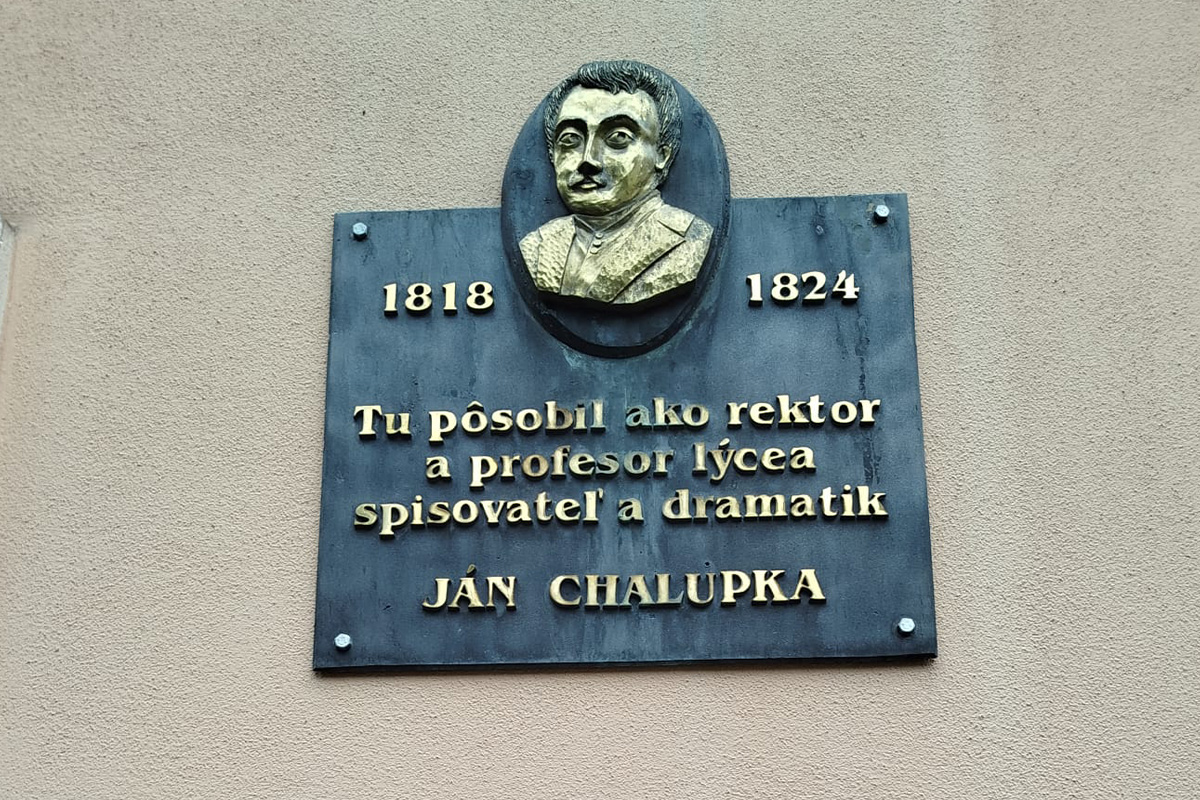 1818 1824
Tu pôsobil ako rektor
a profesor lýcea
spisovateľ a dramatik
JÁN CHALUPKA